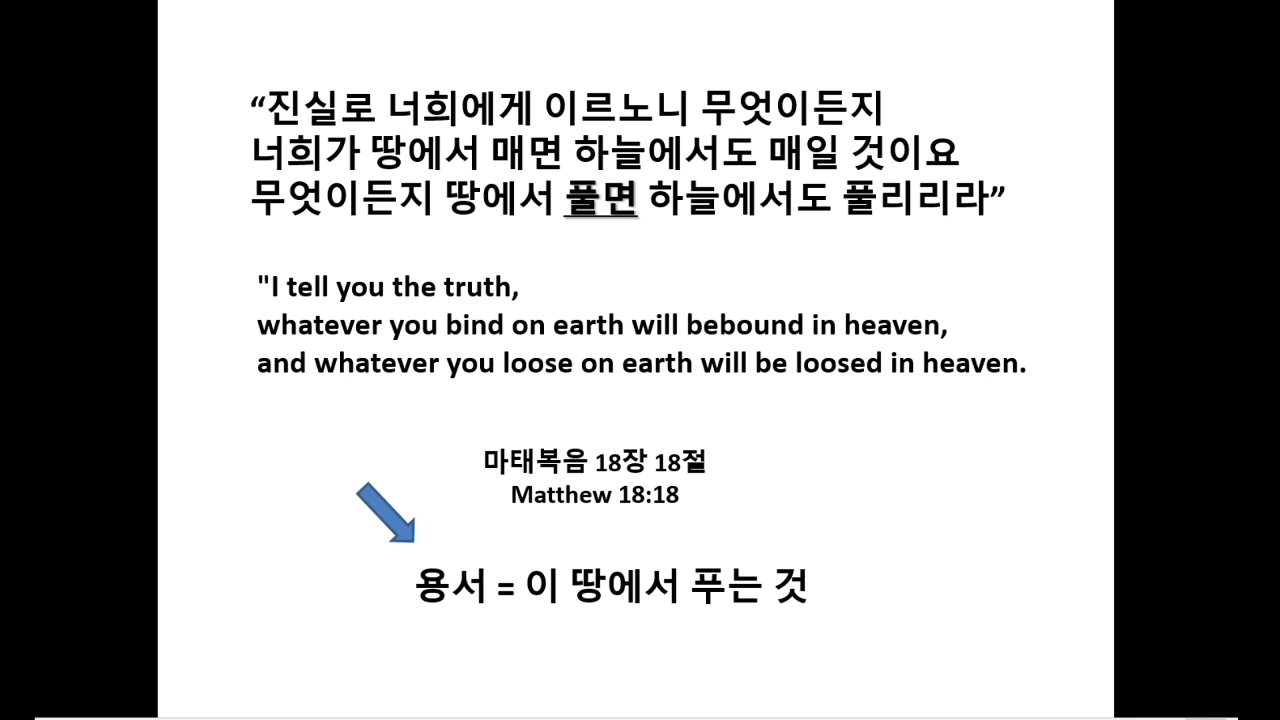 “진실로 너희에게 이르노니 무엇이든지
너희가 땅에서 매면 하늘에서도 매일 것이요
무엇이든지 땅에서 풀면 하늘에서도 풀리리라”
"I tell you the truth,
whatever you bind on earth will bebound in heaven,
and whatever you loose on earth will be loosed in heaven.
마태복음 18장 18절
Matthew 18:18
용서 = 이 땅에서 푸는 것